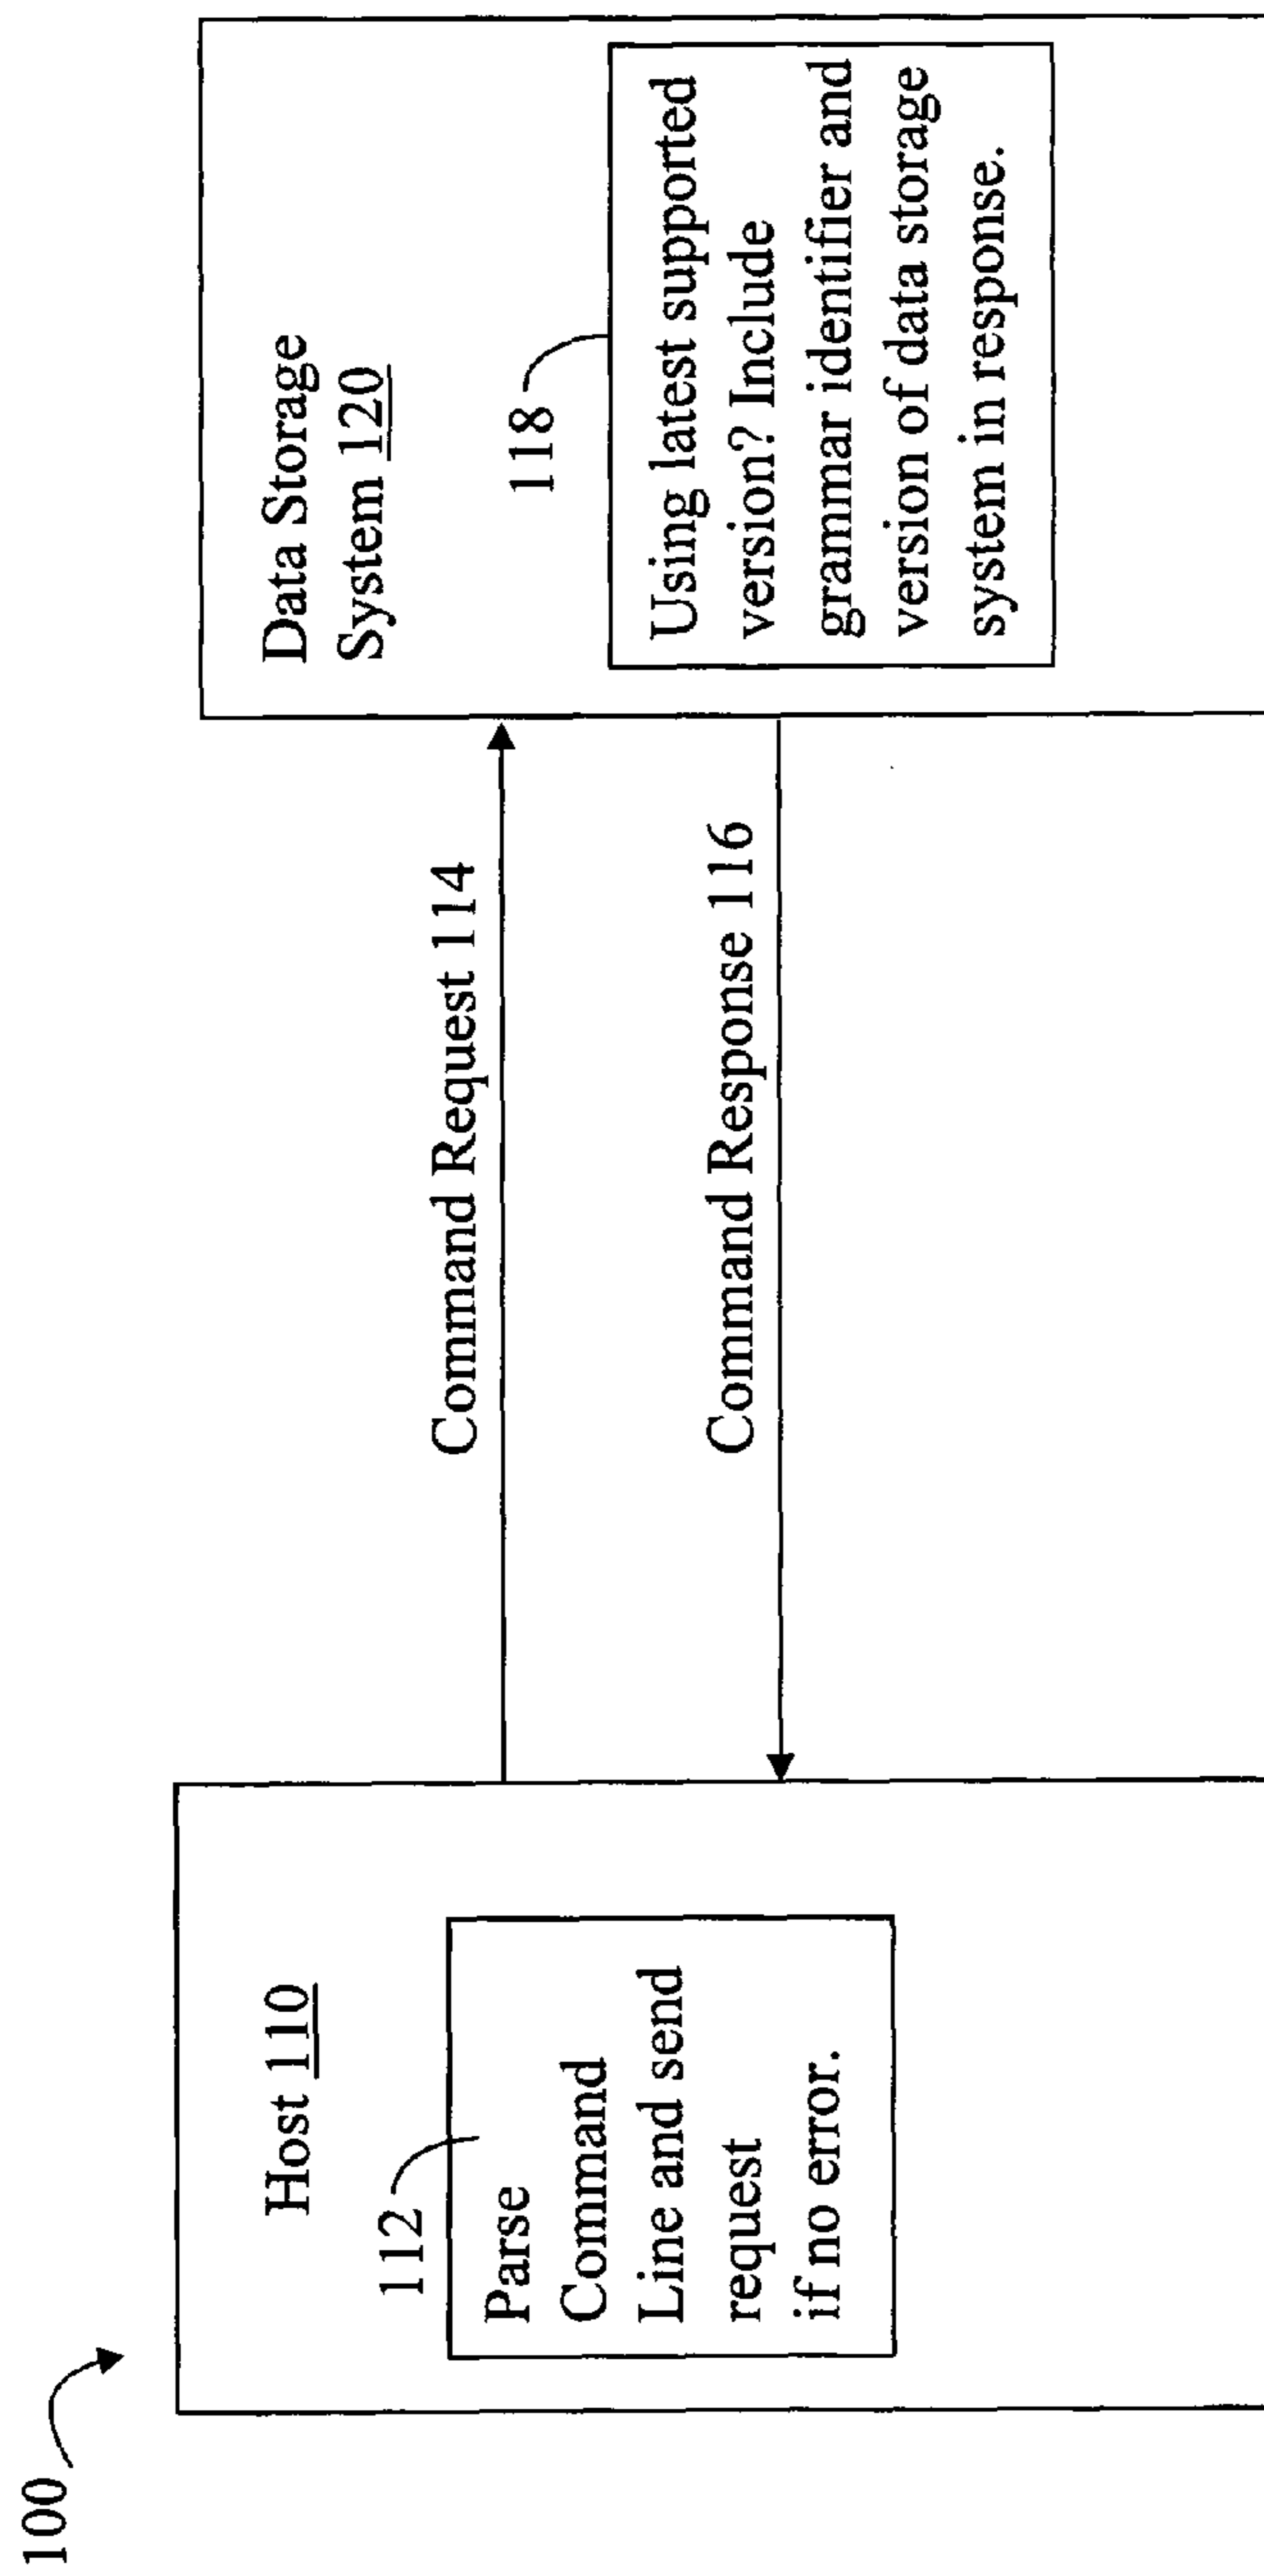 100
Host 110
112
Parse
Command
Line and send
request
if no error.
Command Request 114
Command Response 116
Data Storage
System 120
118
Using latest supported
version? Include
grammar identifier and
version of data storage
system in response.